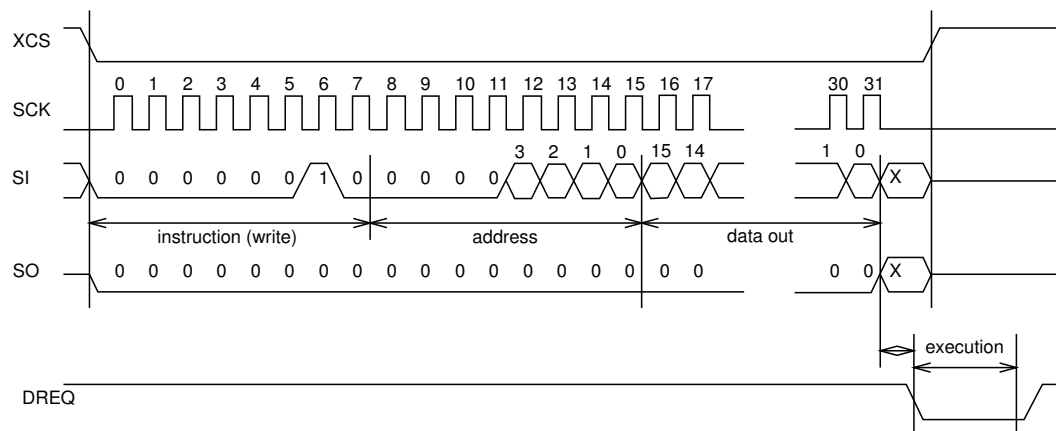 XCS
0 1 2 3 4 5 6 7 8 9 10 11 12 13 14 15 16 17 30 31
SCK
3 2 1 0 15 14 1 0
SI 0 0 0 0 0 0 1 0 0 0 0 0 X
instruction (write) address data out
SO 0 0 0 0 0 0 0 0 0 0 0 0 0 0 0 0 0 0 0 0 X
execution
DREQ